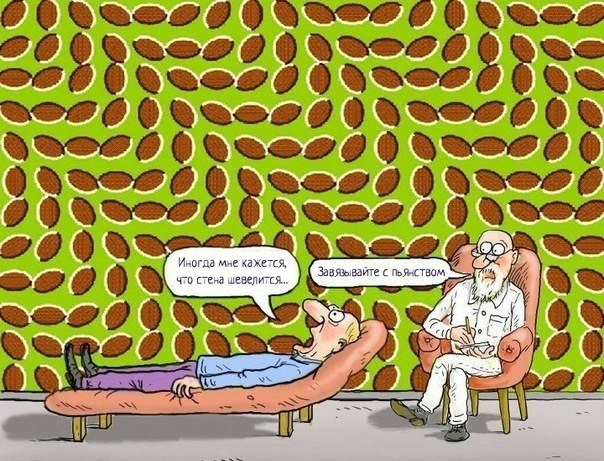 Иногда мне кажется,
что стена шевелится...
Завязывайте с пьянством